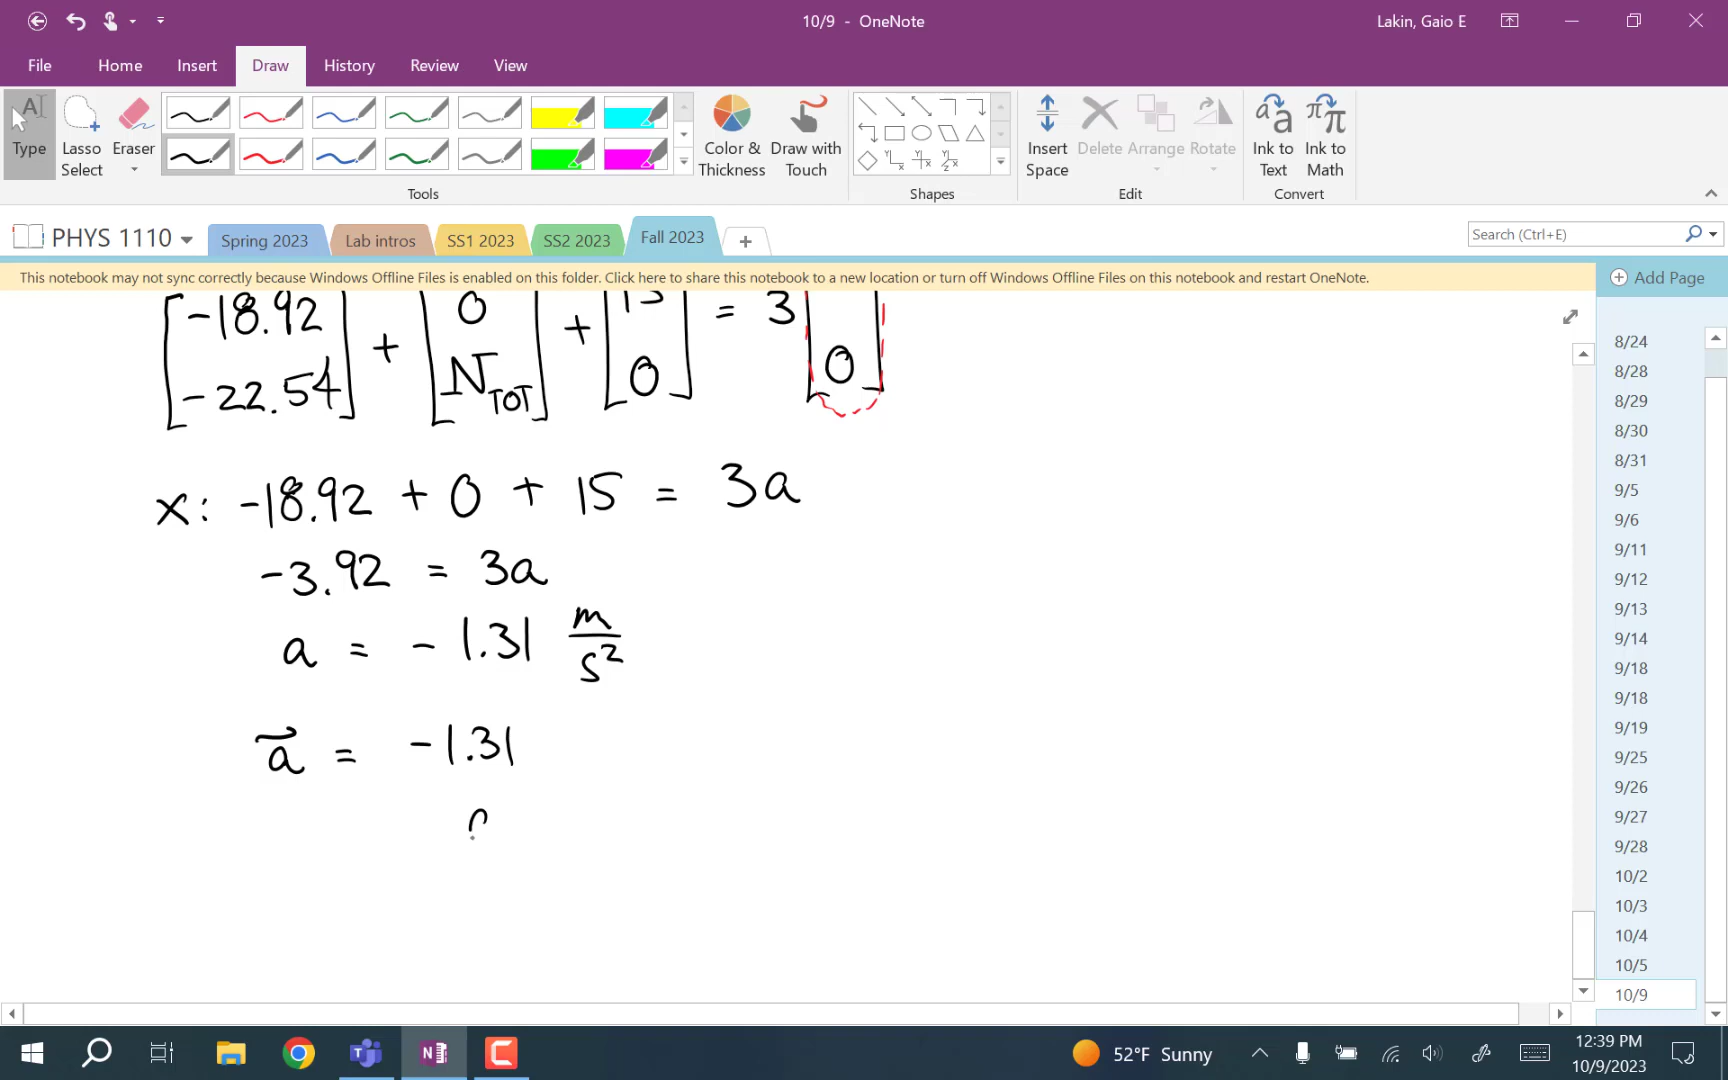 10/9 - OneNote
Lakin, Gaio E
File Home Insert Draw History Review View
Type
Lasso Select
Eraser
Color & Thickness
Draw with Touch
Insert Space
Delete
Arrange
Rotate
Ink to Text
Ink to Math
Tools
Shapes
Edit
Convert
PHYS 1110
Spring 2023
Lab intros
SS1 2023
SS2 2023
Fall 2023
Search (Ctrl+E)
This notebook may not sync correctly because Windows Offline Files is enabled on this folder. Click here to share this notebook to a new location or turn off Windows Offline Files on this notebook and restart OneNote.
Add Page
[-18.92 -22.54] + [0 N_TOT] + [15 0] = 3 [0]
x: -18.92 + 0 + 15 = 3a
-3.92 = 3a
a = -1.31 m/s²
a⃗ = -1.31
8/24
8/28
8/29
8/30
8/31
9/5
9/6
9/11
9/12
9/13
9/14
9/18
9/18
9/19
9/25
9/26
9/27
9/28
10/2
10/3
10/4
10/5
10/9
52°F Sunny
12:39 PM
10/9/2023